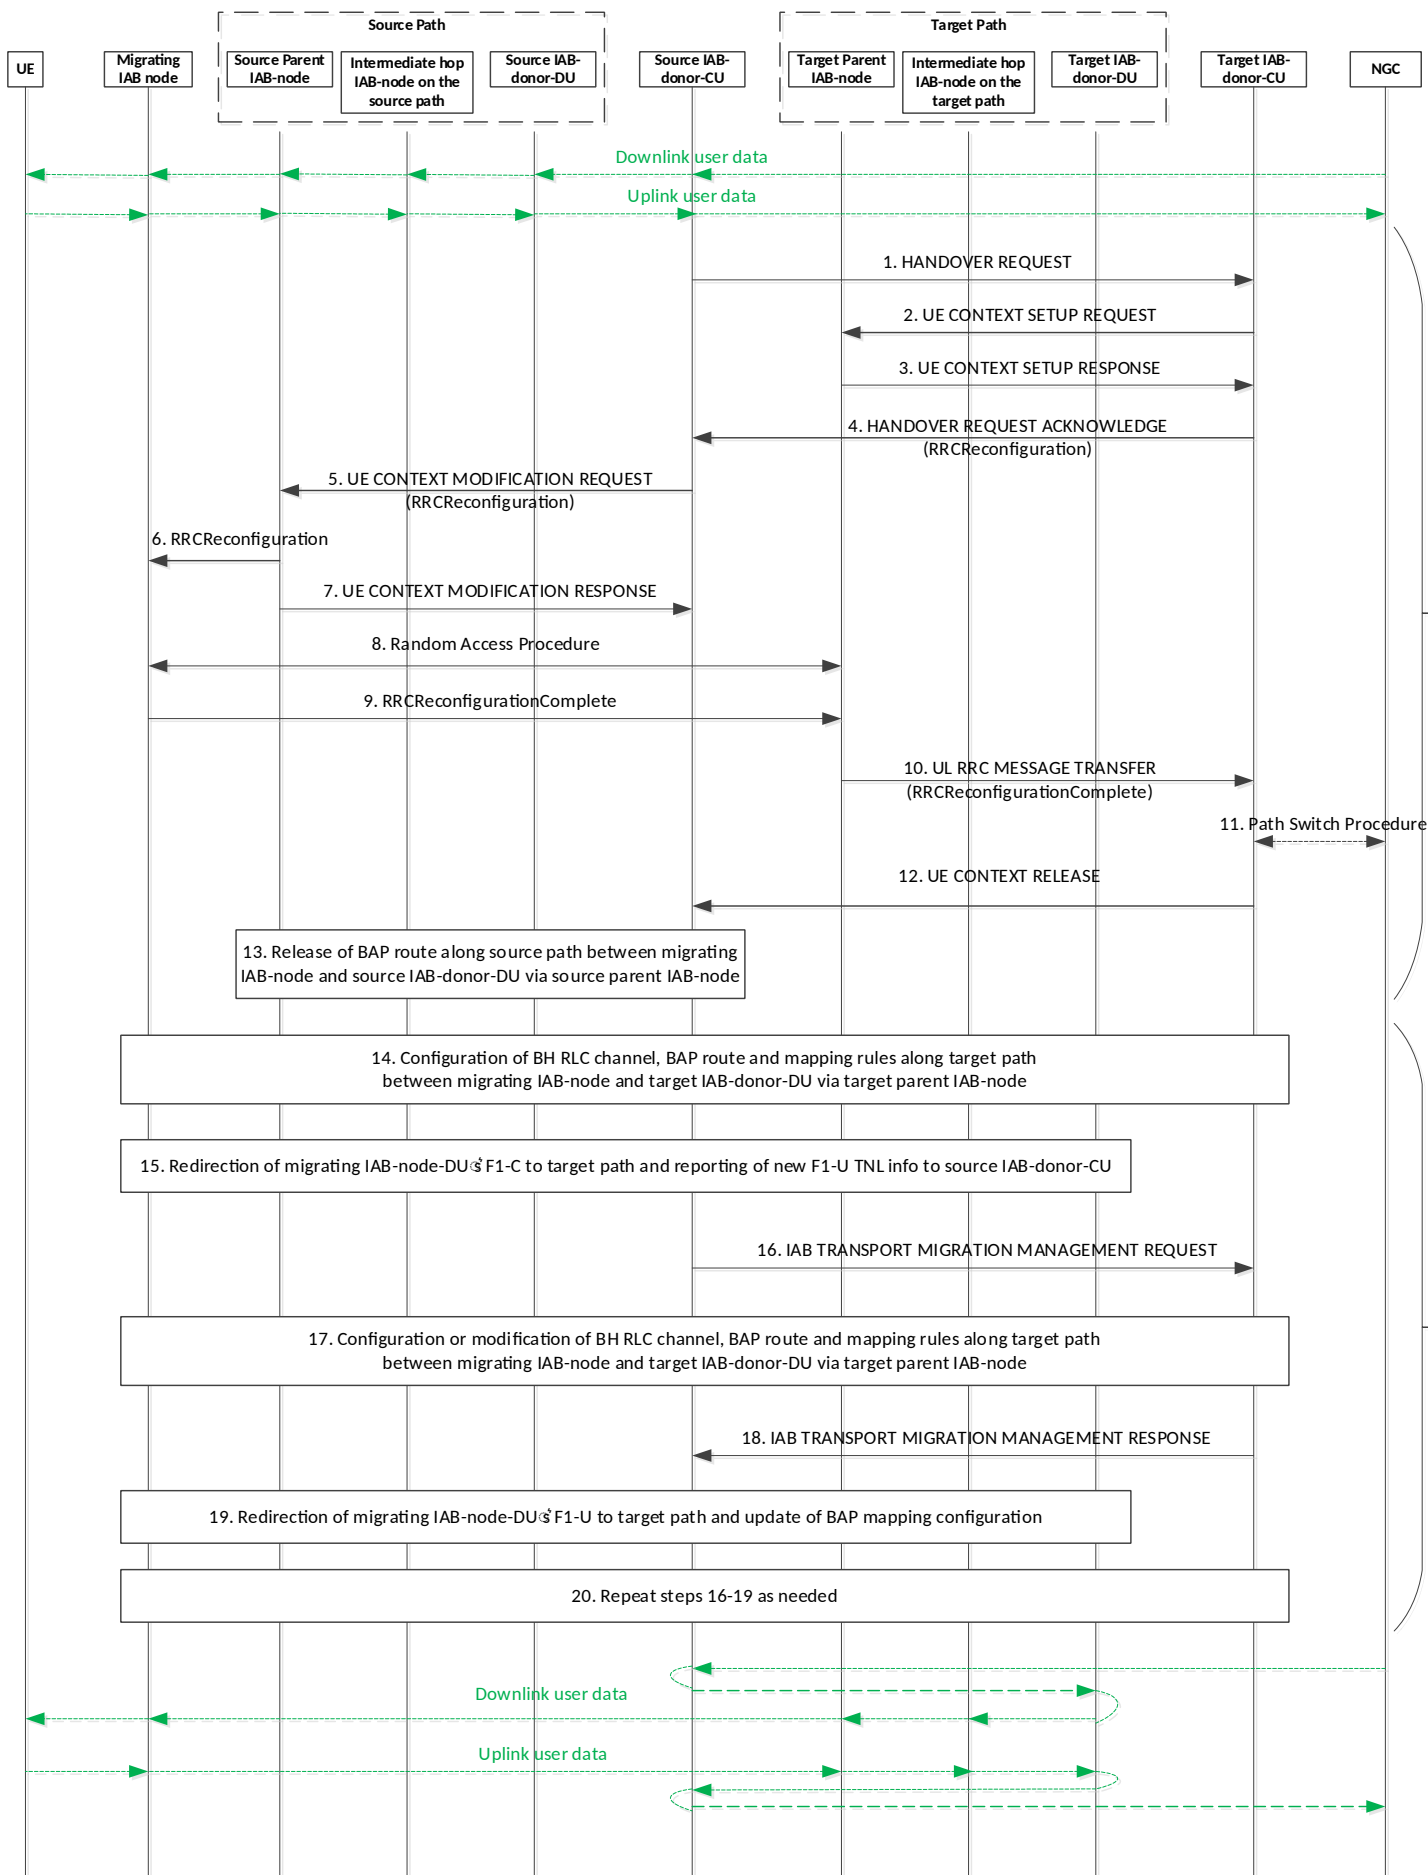 Source Path
Target Path
UE
Migrating
IAB node
Source Parent
IAB-node
Intermediate hop
IAB-node on the
source path
Source IAB-
donor-DU
Source IAB-
donor-CU
Target Parent
IAB-node
Intermediate hop
IAB-node on the
target path
Target IAB-
donor-DU
Target IAB-
donor-CU
NGC
Downlink user data
Uplink user data
1. HANDOVER REQUEST
2. UE CONTEXT SETUP REQUEST
3. UE CONTEXT SETUP RESPONSE
4. HANDOVER REQUEST ACKNOWLEDGE
(RRCReconfiguration)
5. UE CONTEXT MODIFICATION REQUEST
(RRCReconfiguration)
6. RRCReconfiguration
7. UE CONTEXT MODIFICATION RESPONSE
8. Random Access Procedure
9. RRCReconfigurationComplete
10. UL RRC MESSAGE TRANSFER
(RRCReconfigurationComplete)
11. Path Switch Procedure
12. UE CONTEXT RELEASE
13. Release of BAP route along source path between migrating
IAB-node and source IAB-donor-DU via source parent IAB-node
14. Configuration of BH RLC channel, BAP route and mapping rules along target path
between migrating IAB-node and target IAB-donor-DU via target parent IAB-node
15. Redirection of migrating IAB-node-DU's F1-C to target path and reporting of new F1-U TNL info to source IAB-donor-CU
16. IAB TRANSPORT MIGRATION MANAGEMENT REQUEST
17. Configuration or modification of BH RLC channel, BAP route and mapping rules along target path
between migrating IAB-node and target IAB-donor-DU via target parent IAB-node
18. IAB TRANSPORT MIGRATION MANAGEMENT RESPONSE
19. Redirection of migrating IAB-node-DU's F1-U to target path and update of BAP mapping configuration
20. Repeat steps 16-19 as needed
Downlink user data
Uplink user data